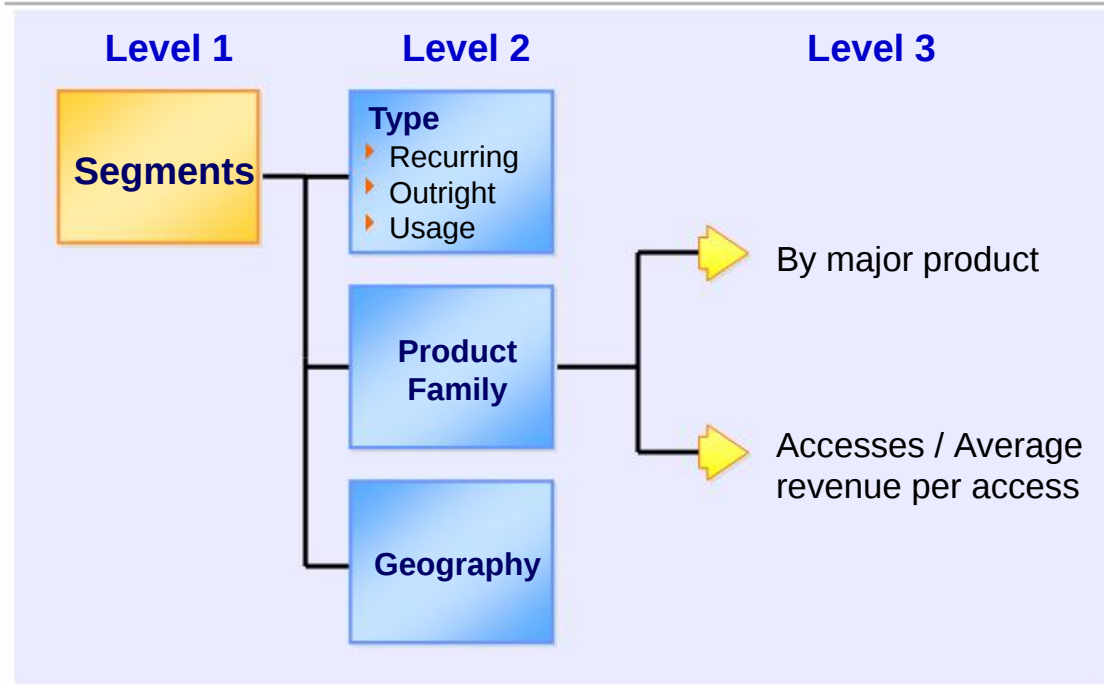 Level 1
Level 2
Level 3
Segments
Type
Recurring
Outright
Usage
Product
Family
Geography
By major product
Accesses / Average
revenue per access